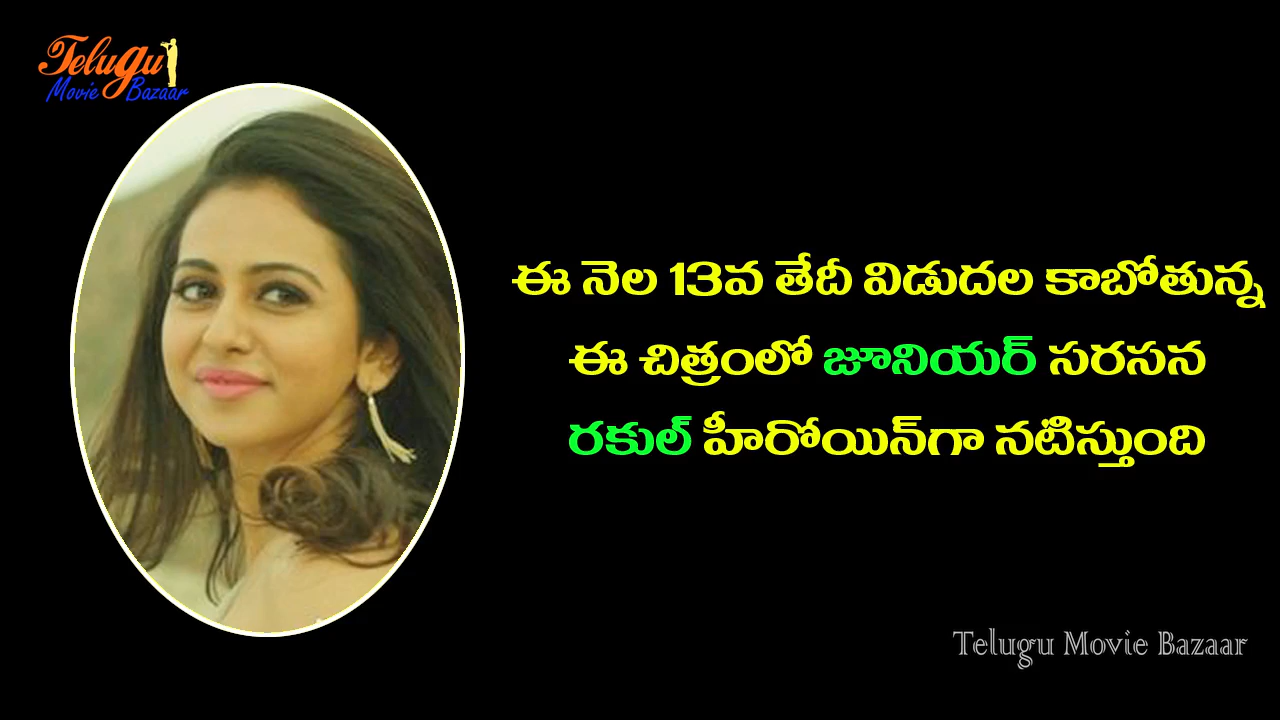 Telugu
Movie Bazaar
ఈ నెల 13వ తేదీ విడుదల కాబోతున్న
ఈ చిత్రంలో జూనియర్ సరసన
రకుల్ హీరోయిన్‌గా నటిస్తుంది
Telugu Movie Bazaar